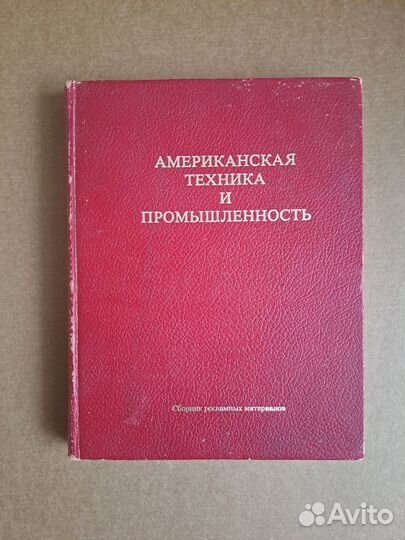 АМЕРИКАНСКАЯ
ТЕХНИКА
И
ПРОМЫШЛЕННОСТЬ
Сборник рекламных материалов
Avito